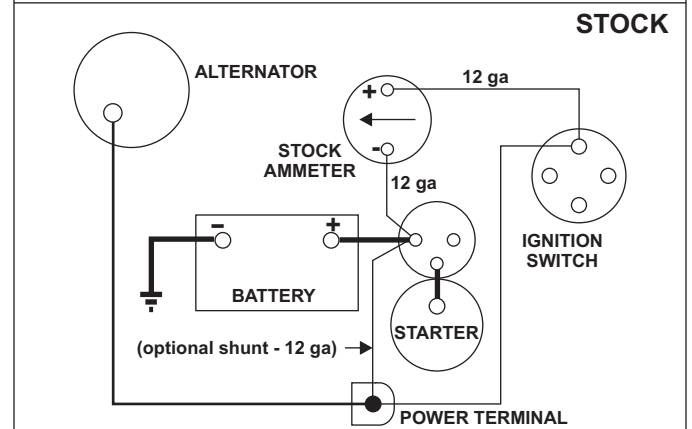 STOCK
ALTERNATOR
12 ga
+
STOCK
AMMETER
-
12 ga
IGNITION
SWITCH
- +
BATTERY
STARTER
(optional shunt - 12 ga)
POWER TERMINAL